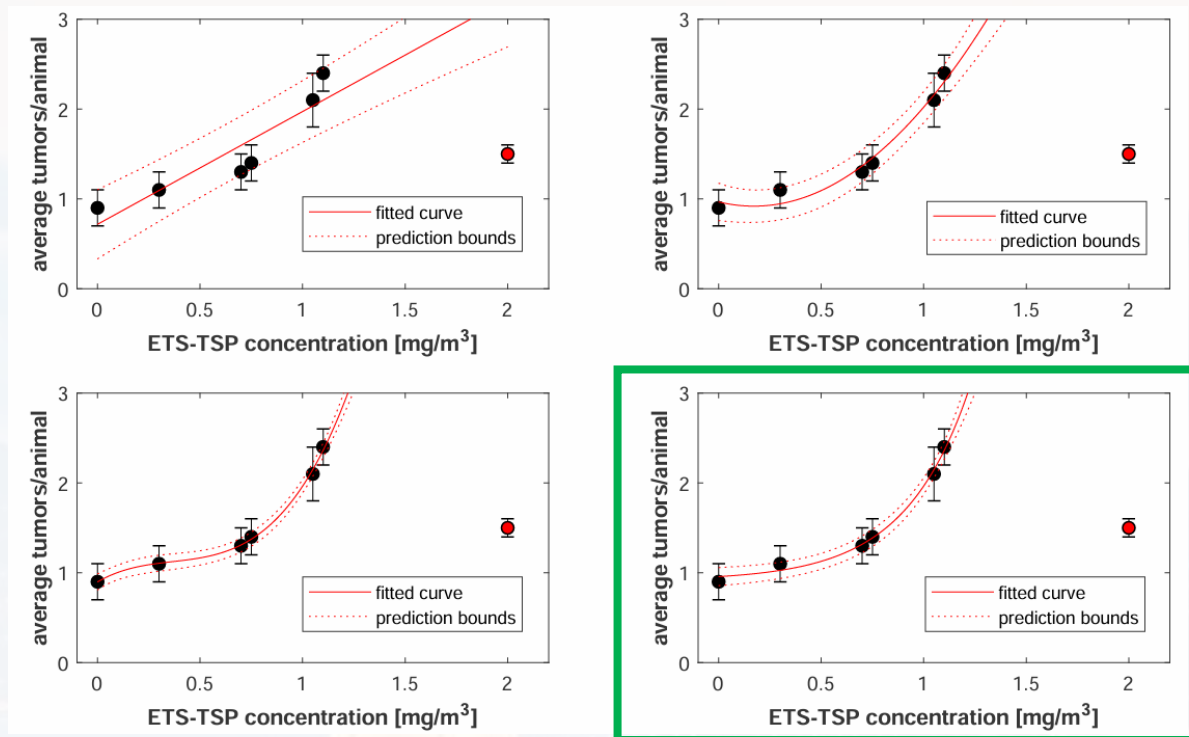 3
2
1
0
average tumors/animal
fitted curve
prediction bounds
0 0.5 1 1.5 2
ETS-TSP concentration [mg/m³]
3
2
1
0
average tumors/animal
fitted curve
prediction bounds
0 0.5 1 1.5 2
ETS-TSP concentration [mg/m³]
3
2
1
0
average tumors/animal
fitted curve
prediction bounds
0 0.5 1 1.5 2
ETS-TSP concentration [mg/m³]
3
2
1
0
average tumors/animal
fitted curve
prediction bounds
0 0.5 1 1.5 2
ETS-TSP concentration [mg/m³]